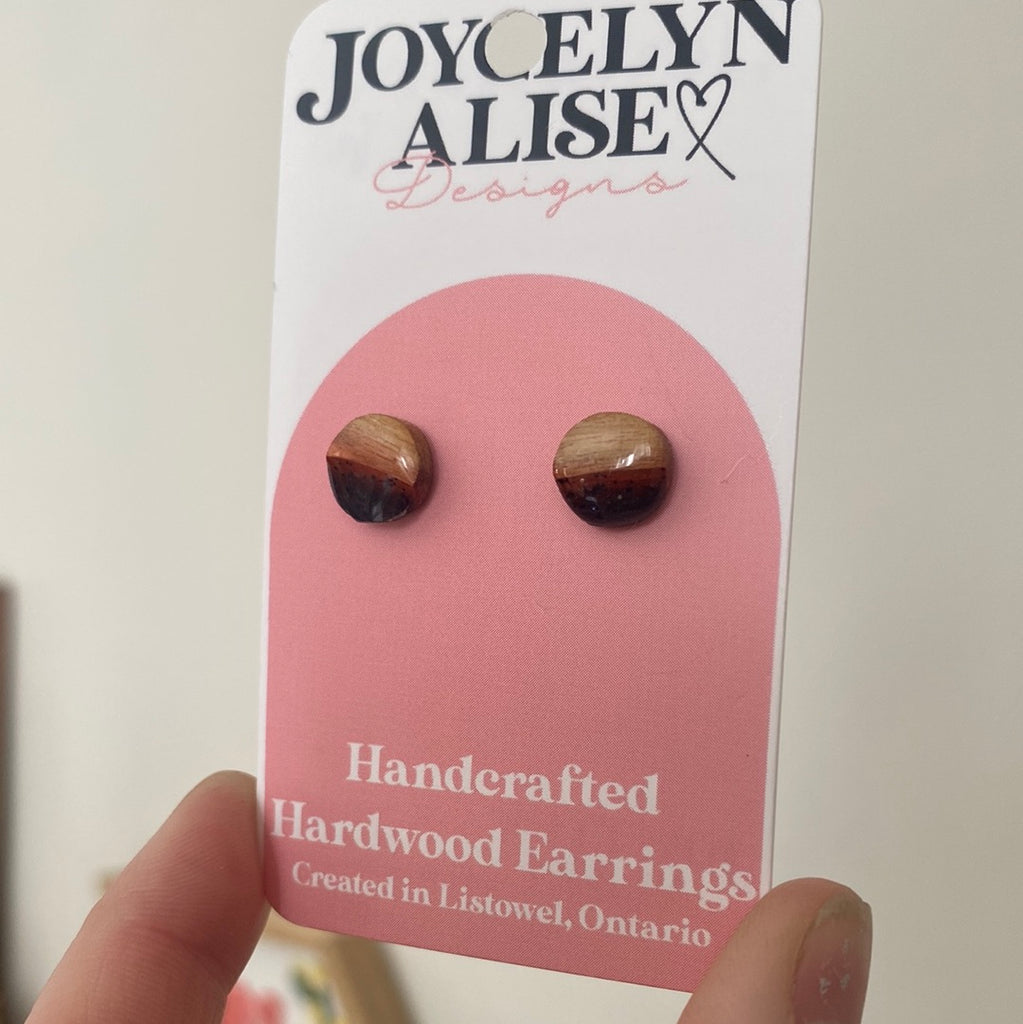 JOYCELYN
ALISE
Designs
Handcrafted
Hardwood Earrings
Created in Listowel, Ontario